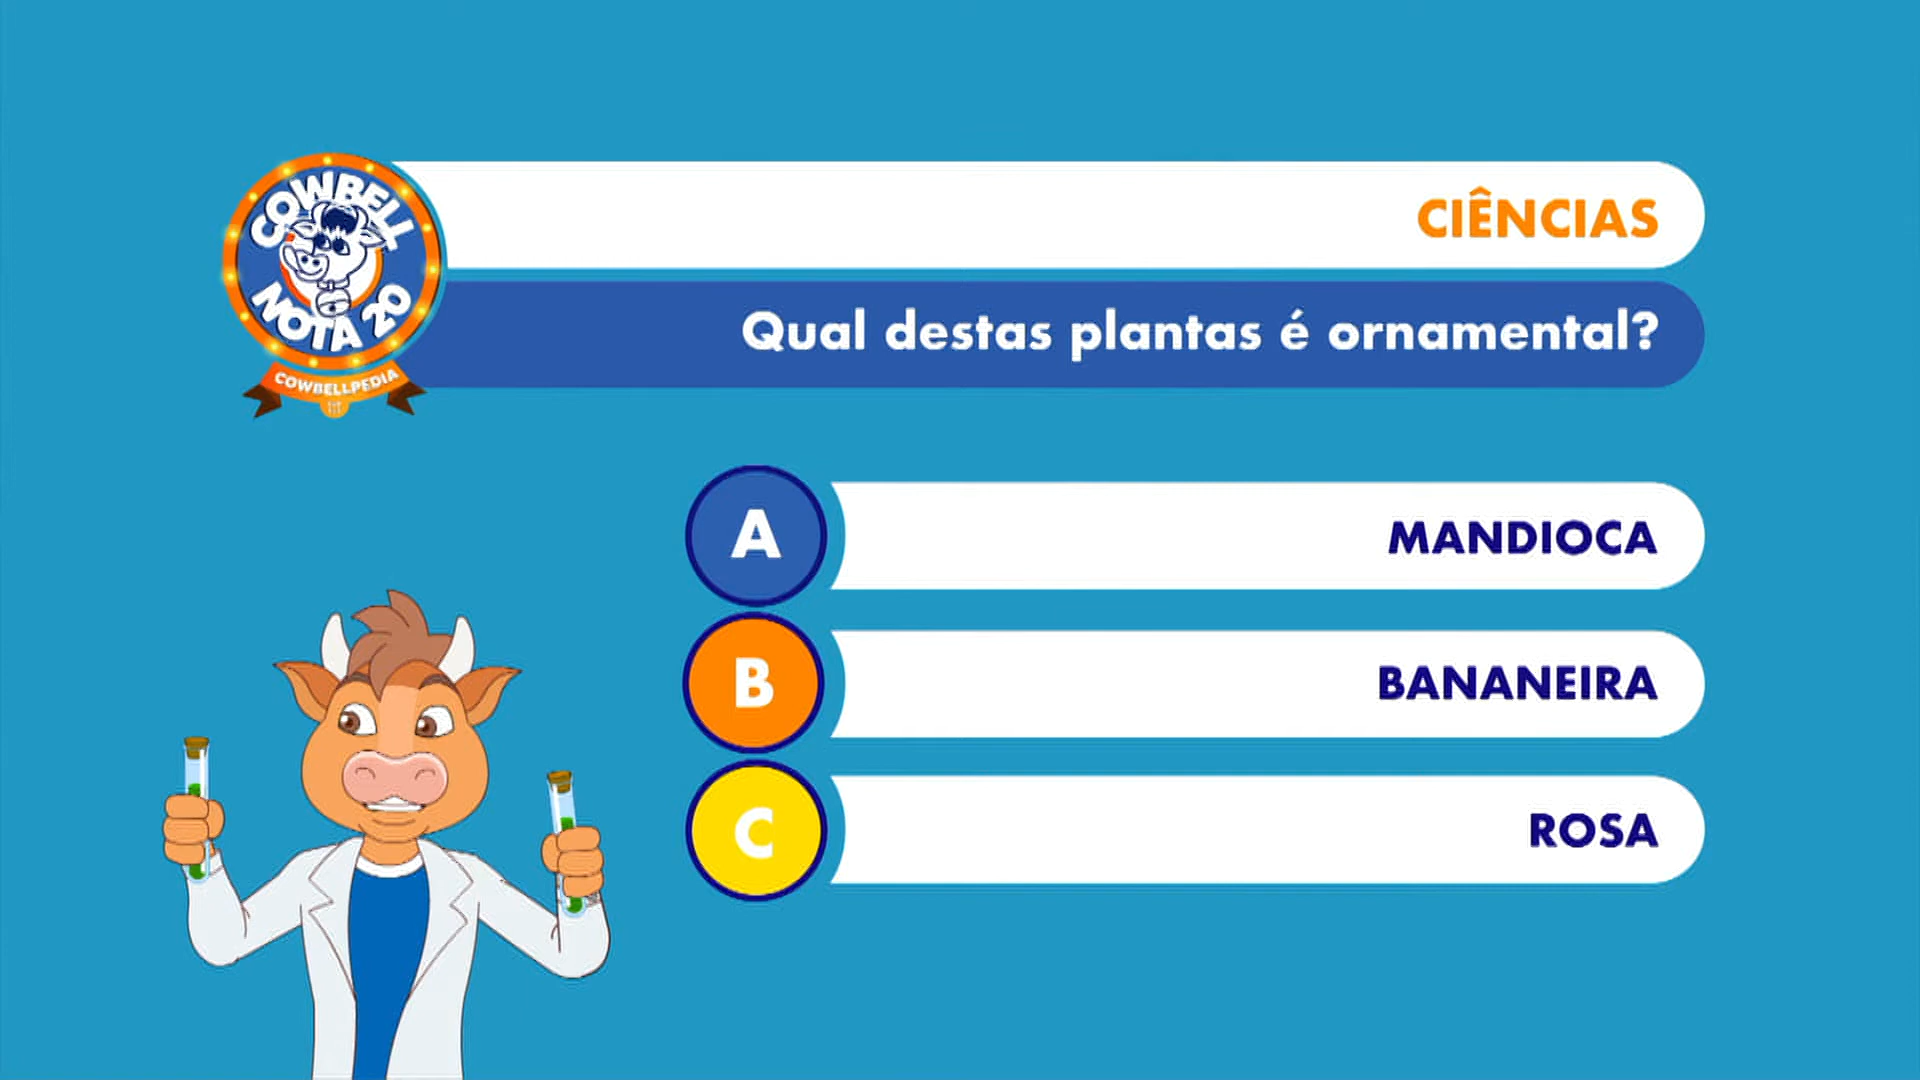 COWBELL
NOTA 20
COWBELLPEDIA
CIÊNCIAS
Qual destas plantas é ornamental?
A
MANDIOCA
B
BANANEIRA
C
ROSA